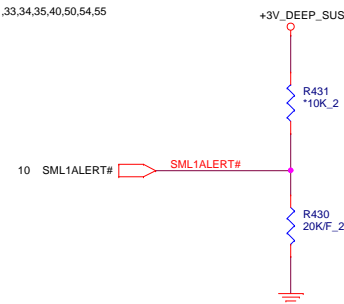 ,33,34,35,40,50,54,55
+3V_DEEP_SUS
R431
*10K_2
10 SML1ALERT# SML1ALERT#
R430
20K/F_2